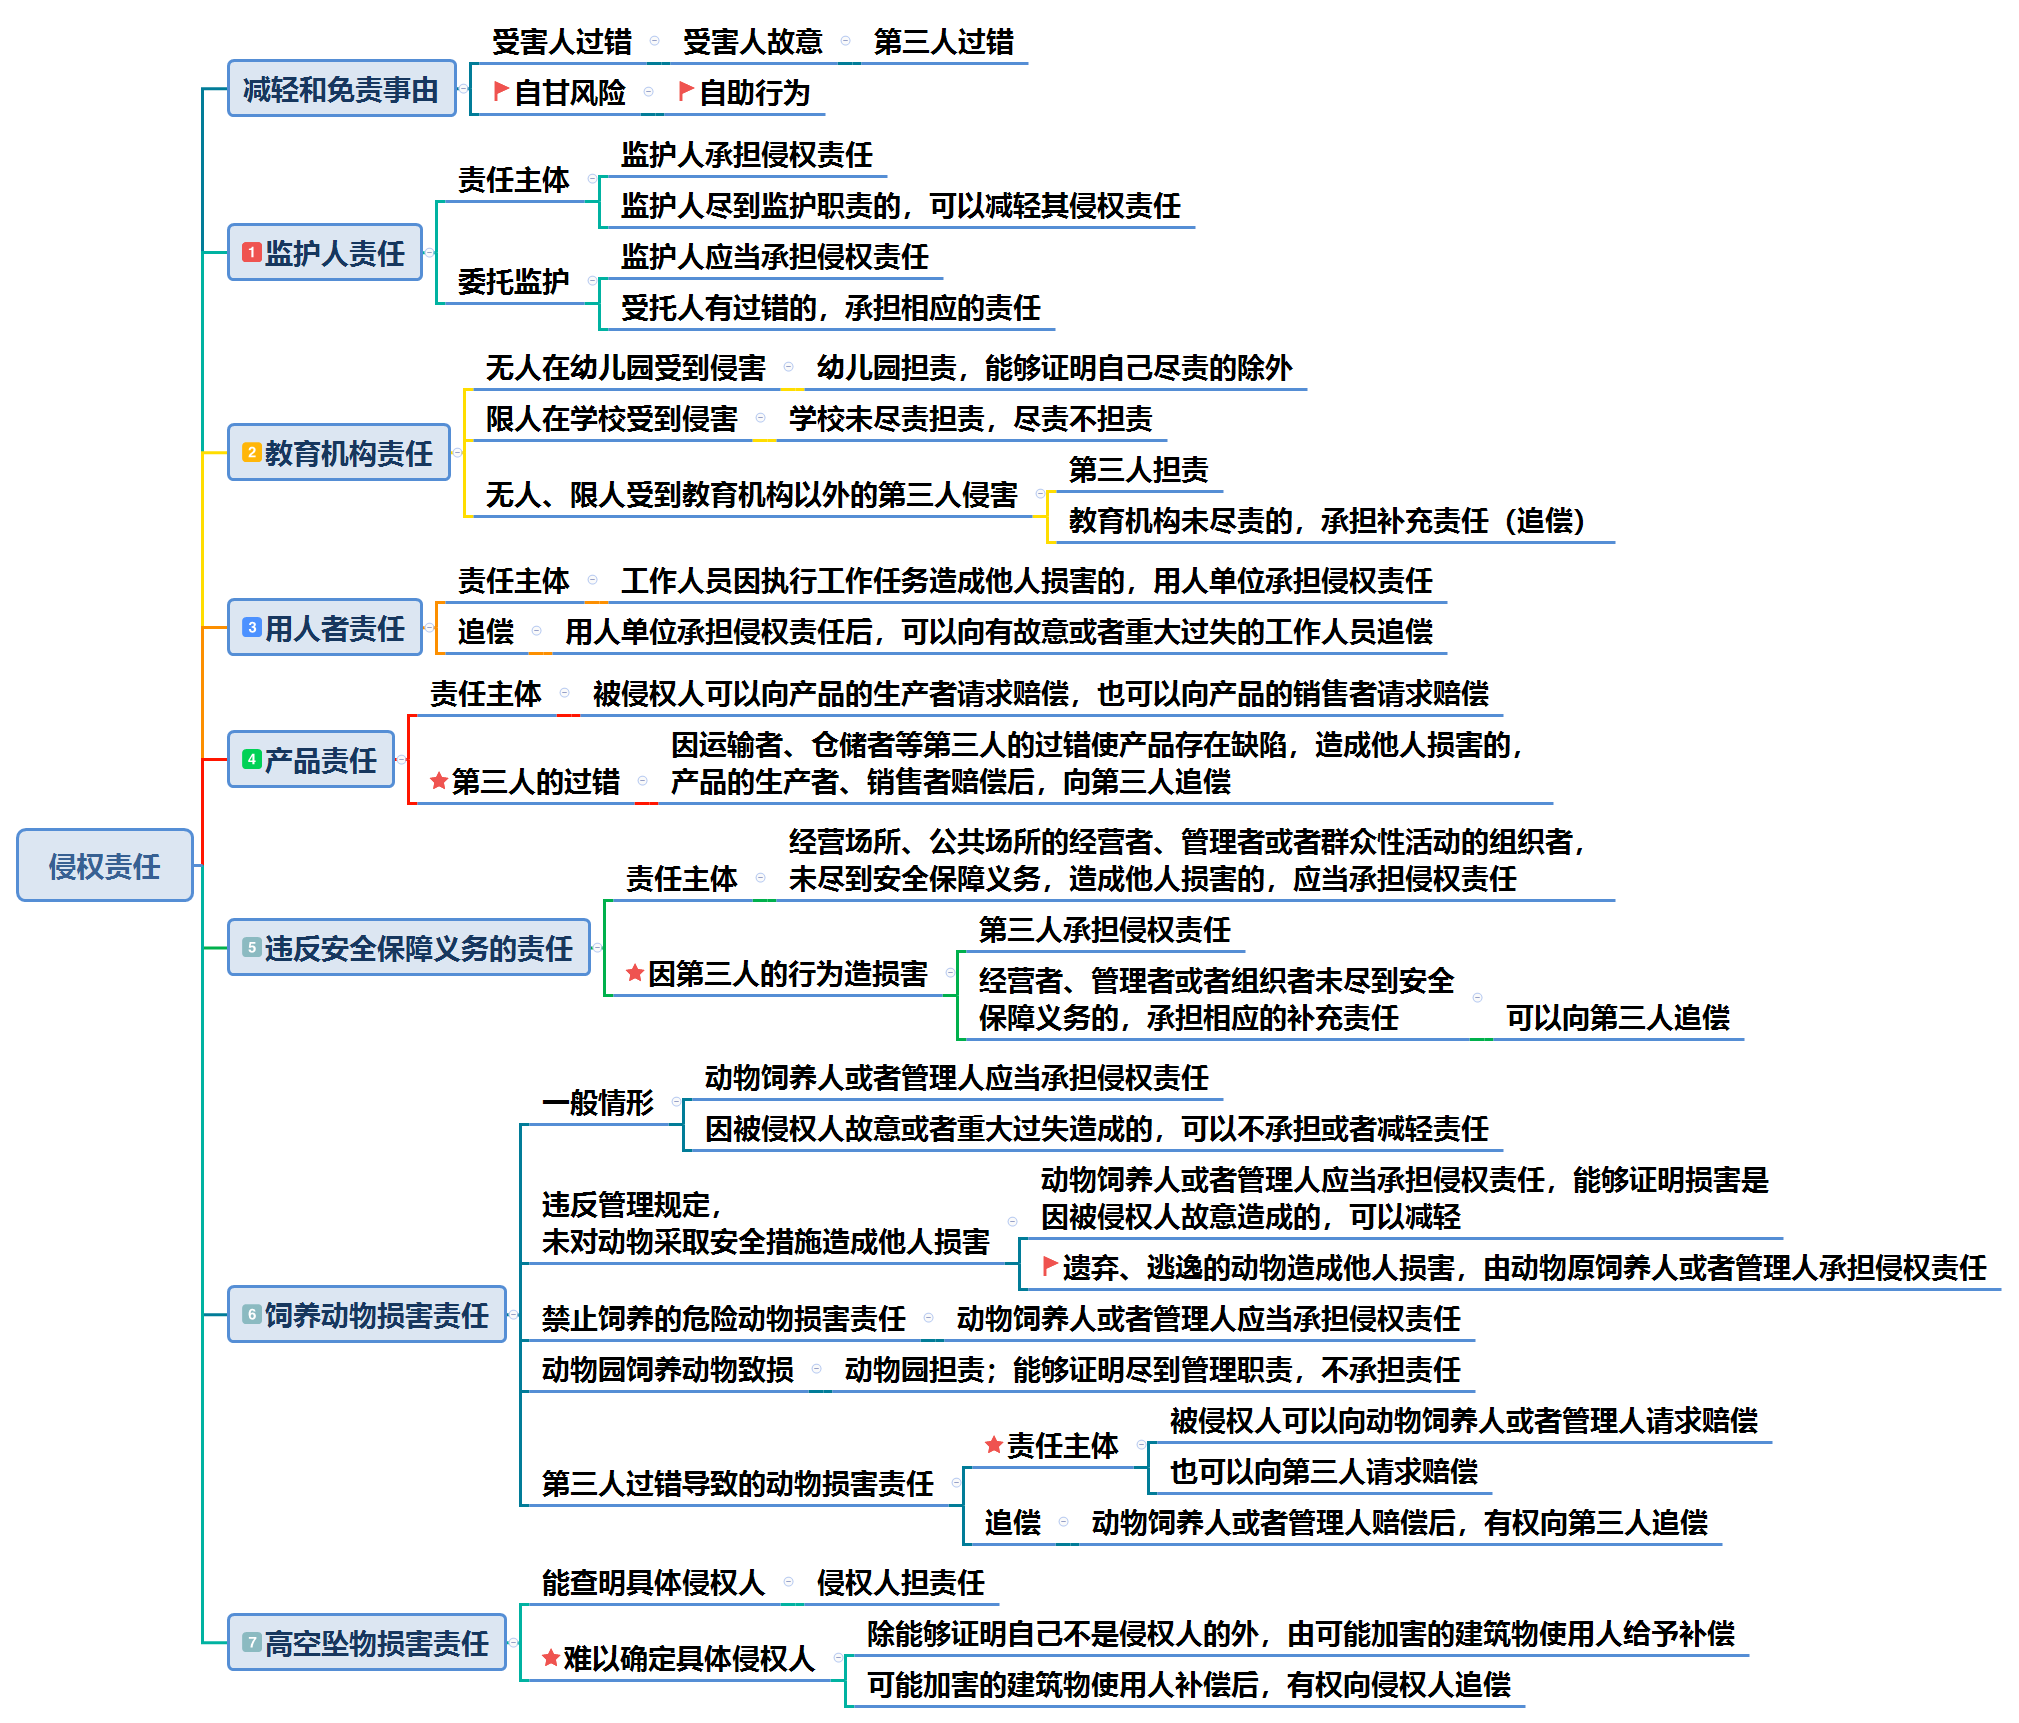 受害人过错 受害人故意 第三人过错
减轻和免责事由
自甘风险 自助行为
监护人承担侵权责任
责任主体
监护人尽到监护职责的，可以减轻其侵权责任
1 监护人责任
监护人应当承担侵权责任
委托监护
受托人有过错的，承担相应的责任
无人在幼儿园受到侵害 幼儿园担责，能够证明自己尽责的除外
限人在学校受到侵害 学校未尽责担责，尽责不担责
2 教育机构责任
第三人担责
无人、限人受到教育机构以外的第三人侵害
教育机构未尽责的，承担补充责任（追偿）
责任主体 工作人员因执行工作任务造成他人损害的，用人单位承担侵权责任
3 用人者责任
追偿 用人单位承担侵权责任后，可以向有故意或者重大过失的工作人员追偿
责任主体 被侵权人可以向产品的生产者请求赔偿，也可以向产品的销售者请求赔偿
4 产品责任
因运输者、仓储者等第三人的过错使产品存在缺陷，造成他人损害的，
第三人的过错 产品的生产者、销售者赔偿后，向第三人追偿
侵权责任
经营场所、公共场所的经营者、管理者或者群众性活动的组织者，
责任主体 未尽到安全保障义务，造成他人损害的，应当承担侵权责任
5 违反安全保障义务的责任
第三人承担侵权责任
因第三人的行为造损害
经营者、管理者或者组织者未尽到安全
保障义务的，承担相应的补充责任 可以向第三人追偿
动物饲养人或者管理人应当承担侵权责任
一般情形
因被侵权人故意或者重大过失造成的，可以不承担或者减轻责任
动物饲养人或者管理人应当承担侵权责任，能够证明损害是
违反管理规定，
因被侵权人故意造成的，可以减轻
未对动物采取安全措施造成他人损害
遗弃、逃逸的动物造成他人损害，由动物原饲养人或者管理人承担侵权责任
6 饲养动物损害责任
禁止饲养的危险动物损害责任 动物饲养人或者管理人应当承担侵权责任
动物园饲养动物致损 动物园担责；能够证明尽到管理职责，不承担责任
被侵权人可以向动物饲养人或者管理人请求赔偿
责任主体
也可以向第三人请求赔偿
第三人过错导致的动物损害责任
追偿 动物饲养人或者管理人赔偿后，有权向第三人追偿
能查明具体侵权人 侵权人担责任
7 高空坠物损害责任
除能够证明自己不是侵权人的外，由可能加害的建筑物使用人给予补偿
难以确定具体侵权人
可能加害的建筑物使用人补偿后，有权向侵权人追偿